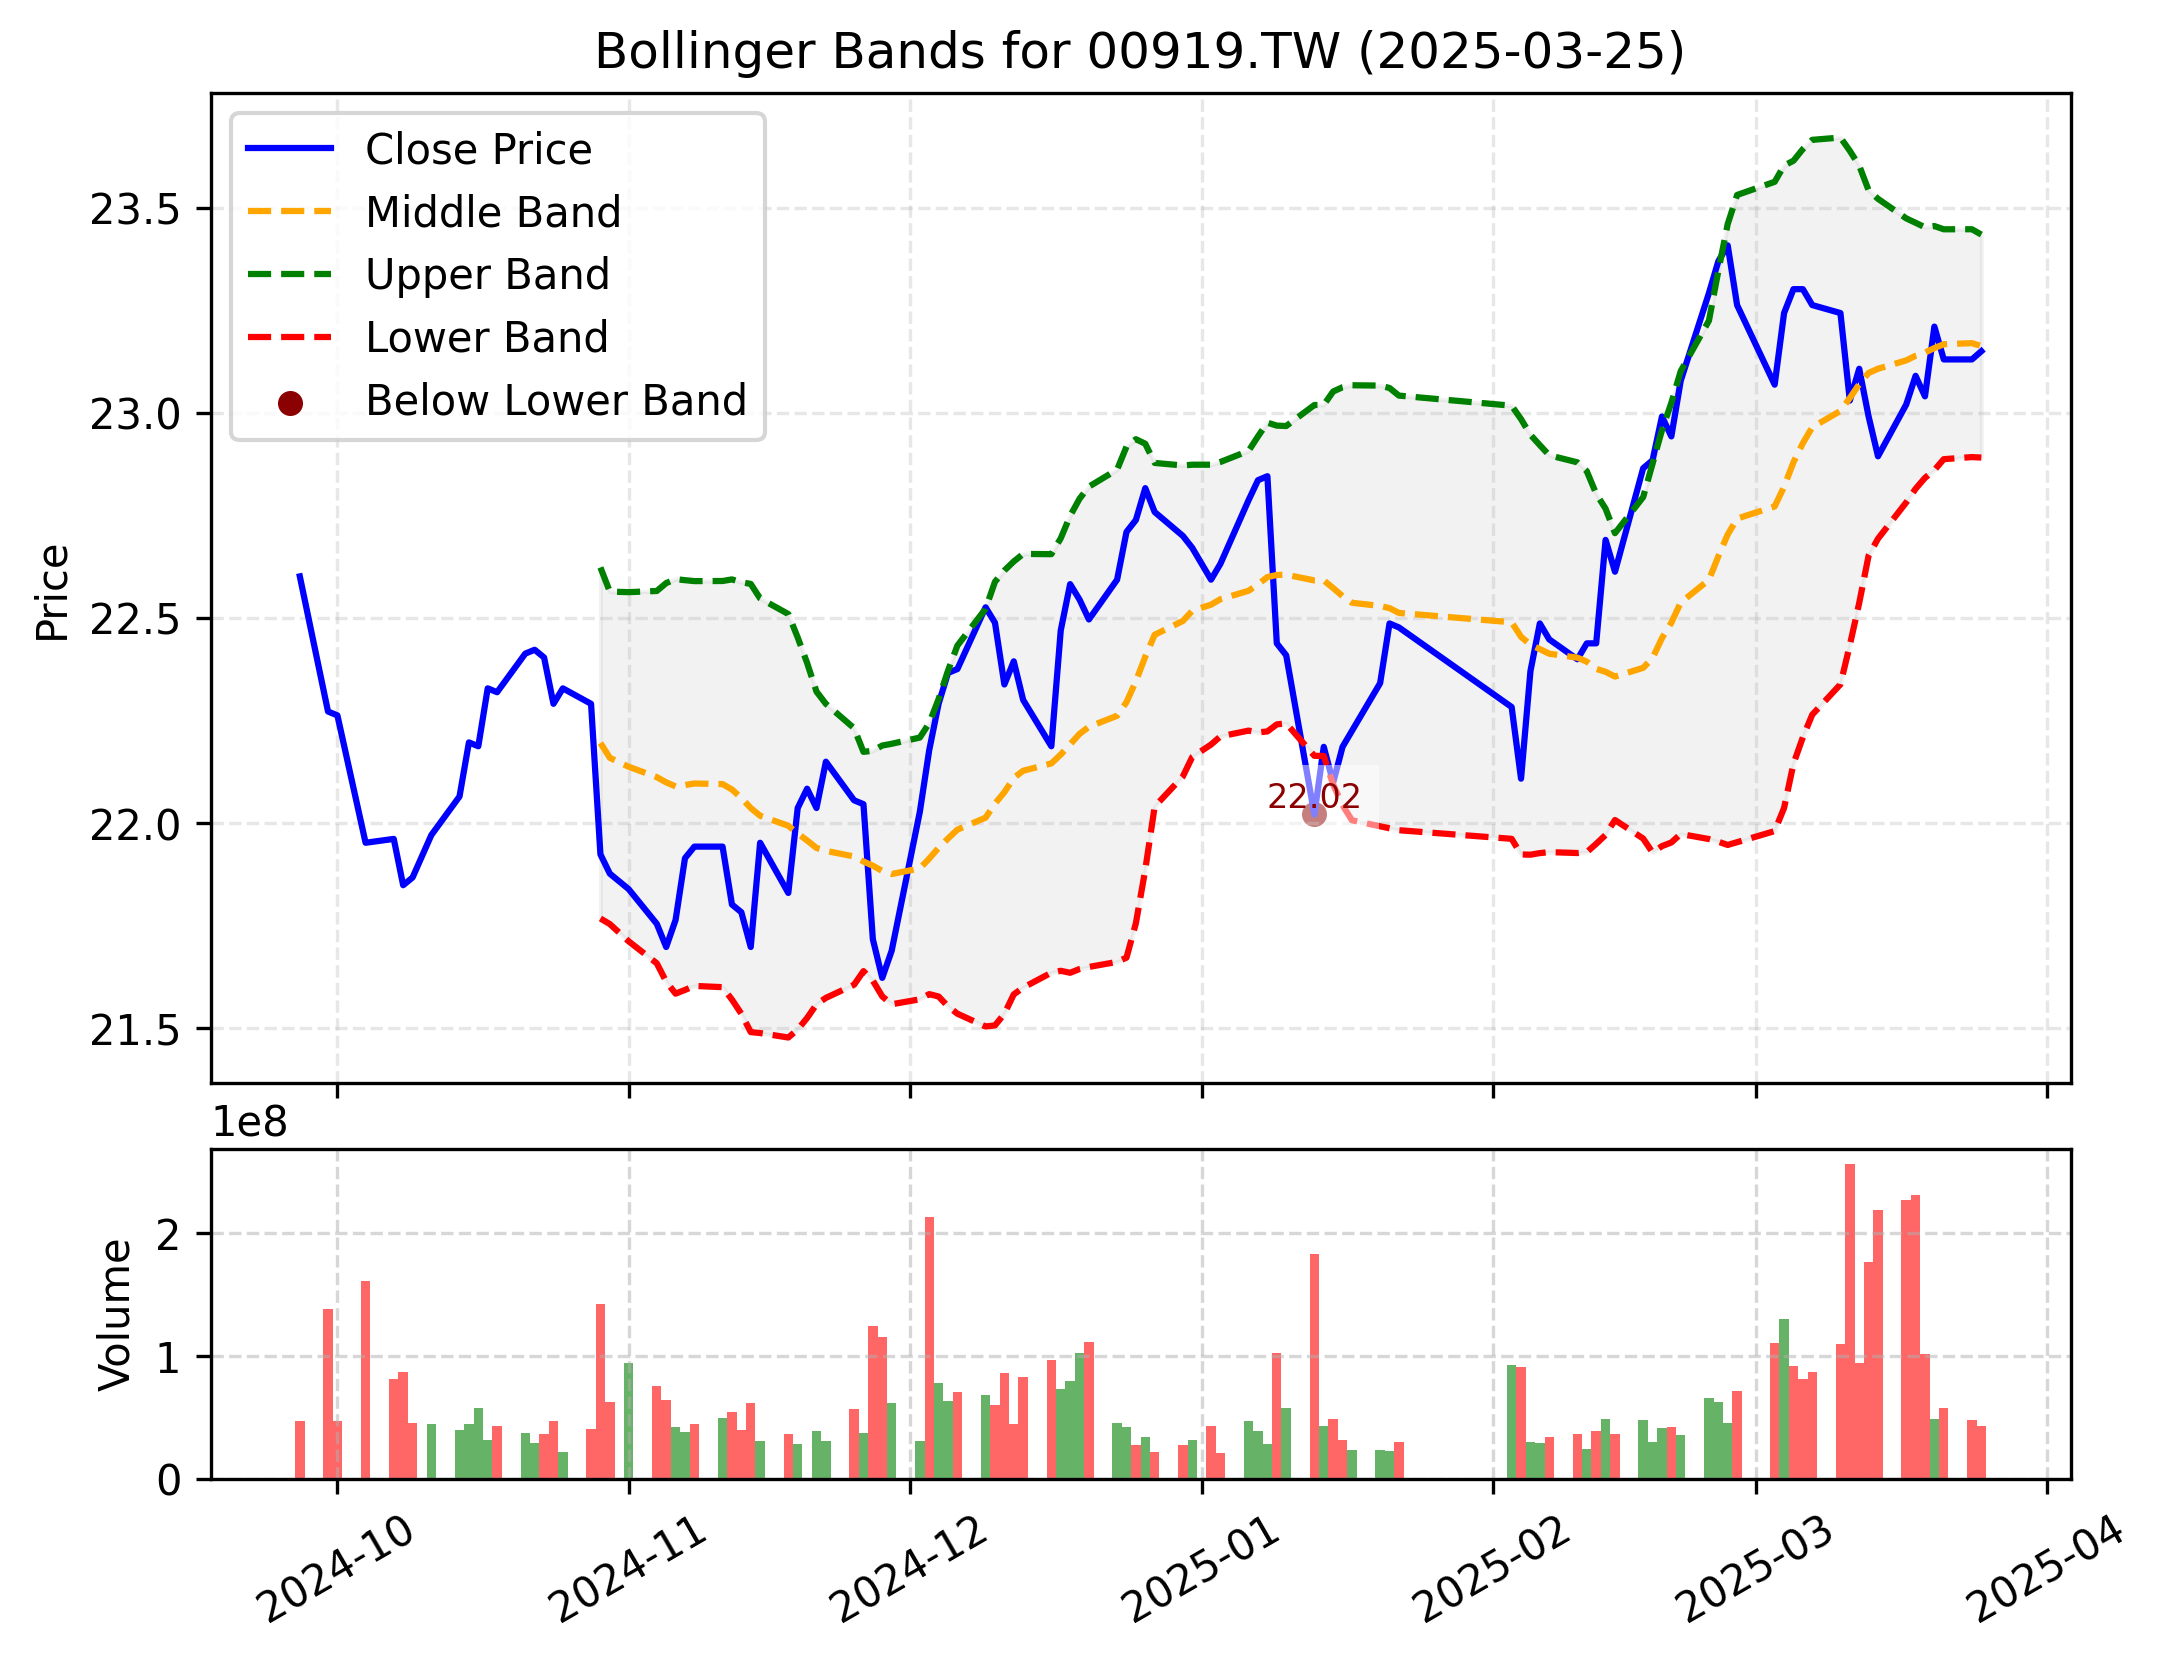 Bollinger Bands for 00919.TW (2025-03-25)
Close Price
Middle Band
Upper Band
Lower Band
Below Lower Band
Price
23.5
23.0
22.5
22.0
21.5
22.02
1e8
Volume
2
1
0
2024-10
2024-11
2024-12
2025-01
2025-02
2025-03
2025-04